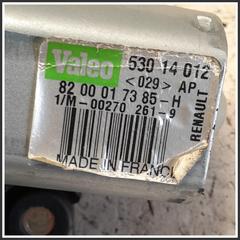 Valeo 530 14 012
<029> AP
82 00 01 73 85-H
1/M-00270 261-9
RENAULT
MADE IN FRANCE